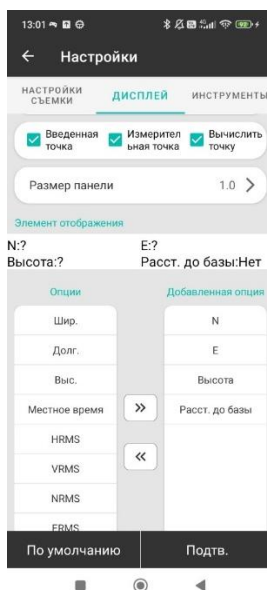 13:01
Настройки
НАСТРОЙКИ СЪЕМКИ
ДИСПЛЕЙ
ИНСТРУМЕНТЫ
Введенная точка
Измерител ьная точка
Вычислить точку
Размер панели 1.0
Элемент отображения
N:? E:?
Высота:? Расст. до базы:Нет
Опции Добавленная опция
Шир. N
Долг. E
Выс. Высота
Местное время Расст. до базы
HRMS
VRMS
NRMS
ERMS
По умолчанию Подтв.